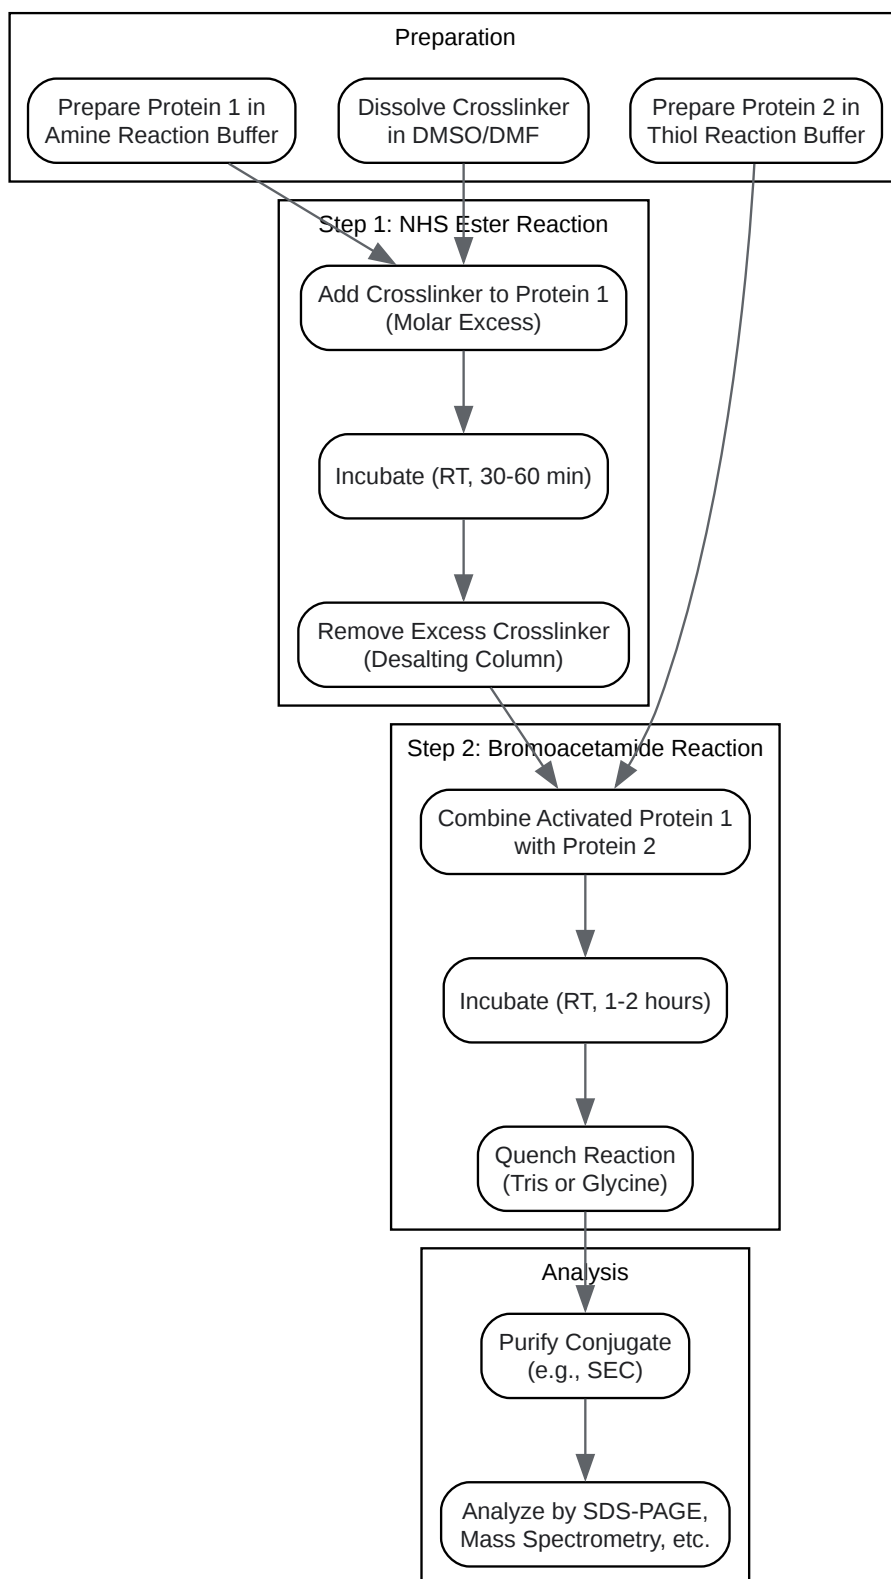 Preparation
Prepare Protein 1 in
Amine Reaction Buffer
Dissolve Crosslinker
in DMSO/DMF
Prepare Protein 2 in
Thiol Reaction Buffer
Step 1: NHS Ester Reaction
Add Crosslinker to Protein 1
(Molar Excess)
Incubate (RT, 30-60 min)
Remove Excess Crosslinker
(Desalting Column)
Step 2: Bromoacetamide Reaction
Combine Activated Protein 1
with Protein 2
Incubate (RT, 1-2 hours)
Quench Reaction
(Tris or Glycine)
Analysis
Purify Conjugate
(e.g., SEC)
Analyze by SDS-PAGE,
Mass Spectrometry, etc.